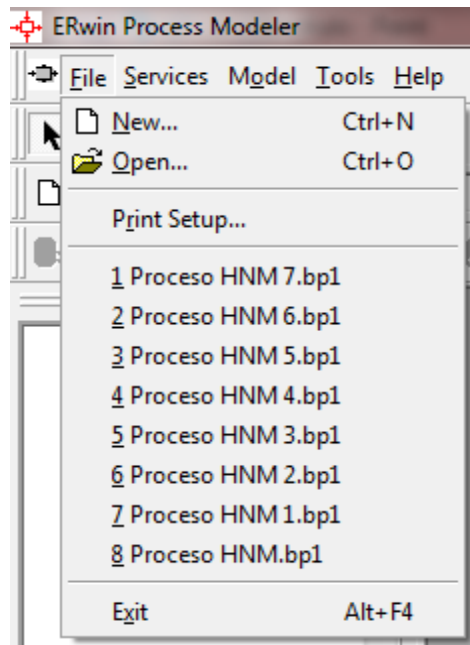 ERwin Process Modeler
File Services Model Tools Help
New... Ctrl+N
Open... Ctrl+O
Print Setup...
1 Proceso HNM 7.bp1
2 Proceso HNM 6.bp1
3 Proceso HNM 5.bp1
4 Proceso HNM 4.bp1
5 Proceso HNM 3.bp1
6 Proceso HNM 2.bp1
7 Proceso HNM 1.bp1
8 Proceso HNM.bp1
Exit Alt+F4